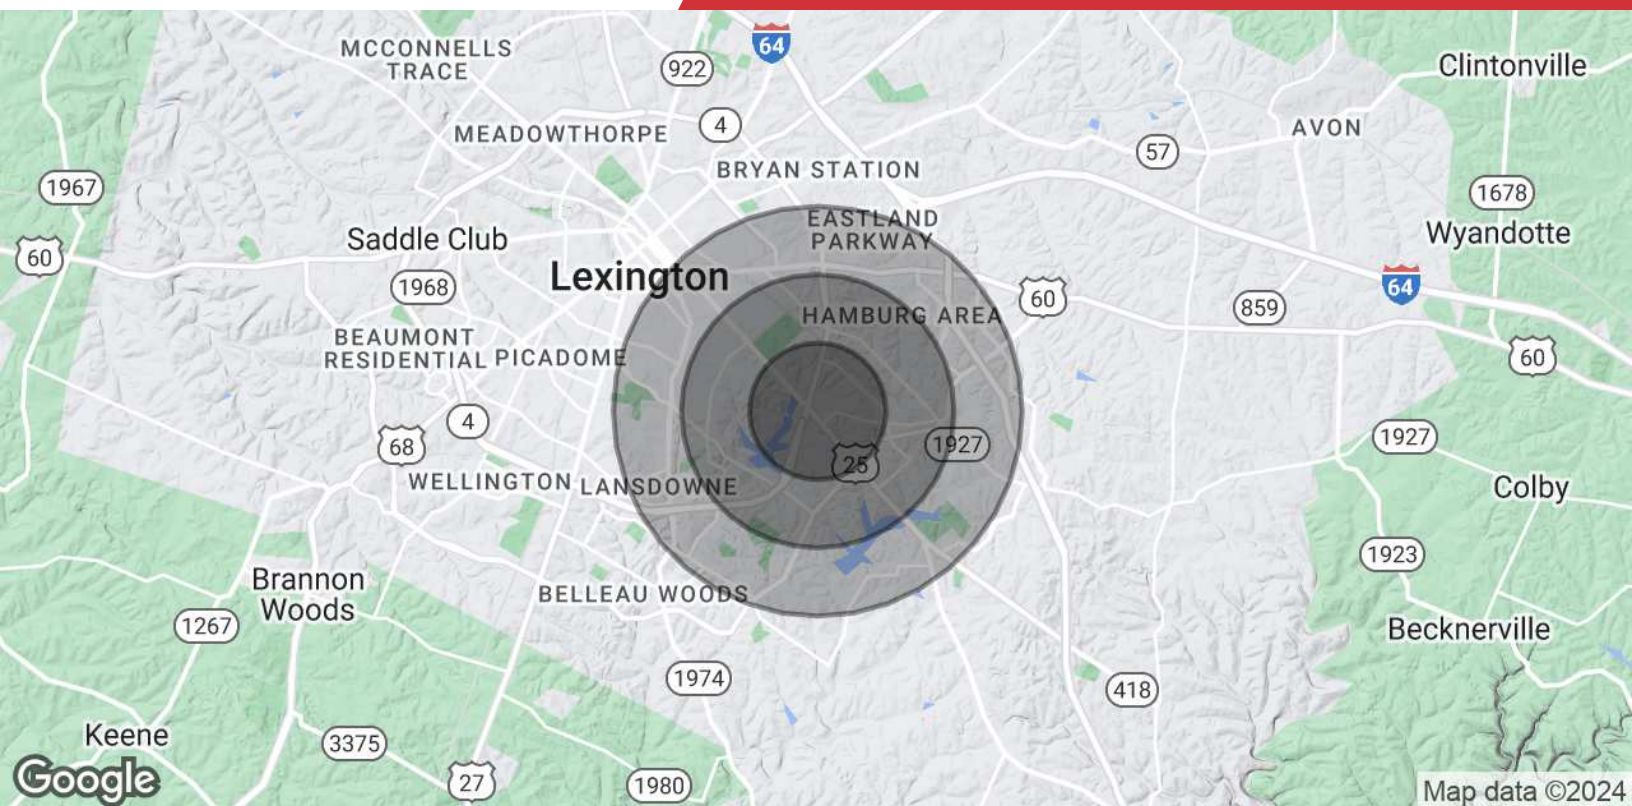 MCCONNELLS
TRACE
64
922
Clintonville
4
AVON
MEADOWTHORPE
57
BRYAN STATION
1967
1678
EASTLAND
PARKWAY
Wyandotte
Saddle Club
60
Lexington
1968
64
60
859
HAMBURG AREA
BEAUMONT
RESIDENTIAL
PICADOME
60
4
68
1927
1927
25
WELLINGTON
LANSDOWNE
Colby
1923
Brannon
Woods
BELLEAU WOODS
1267
Becknerville
1974
418
Keene
3375
Google
27
1980
Map data ©2024